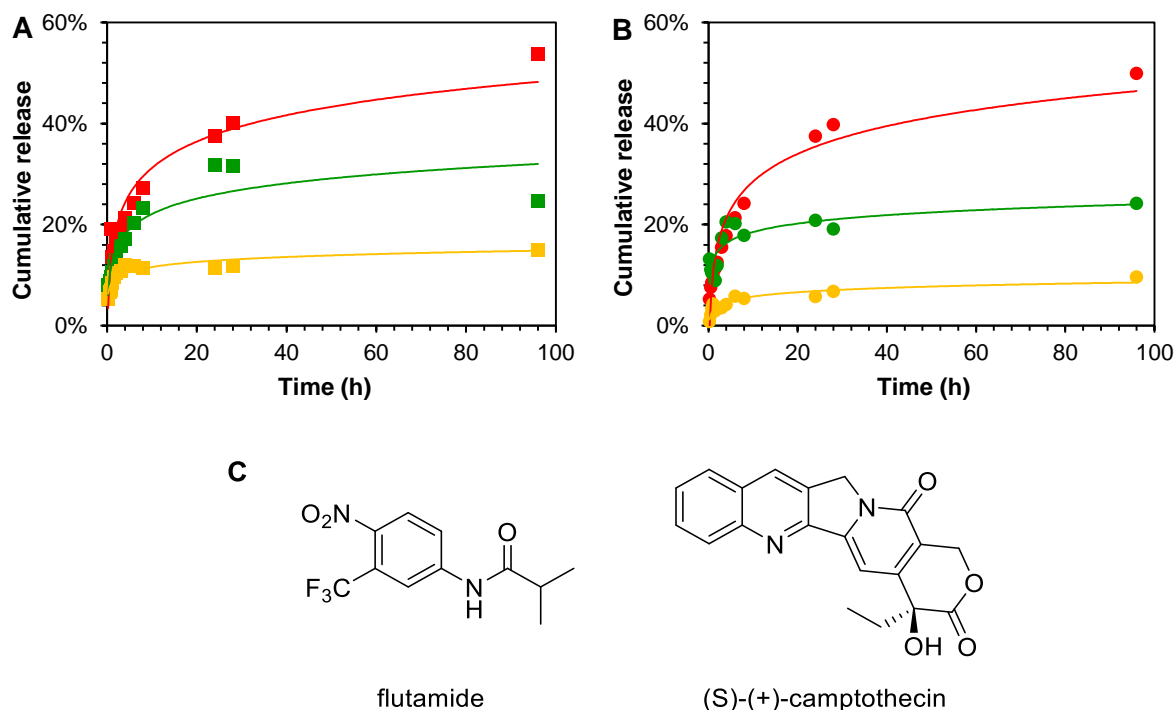 A
60%
40%
20%
0%
Cumulative release
0 20 40 60 80 100
Time (h)
B
60%
40%
20%
0%
Cumulative release
0 20 40 60 80 100
Time (h)
C
O₂N
F₃C
N
H
O
N
N
O
O
O
OH
flutamide
(S)-(+)-camptothecin